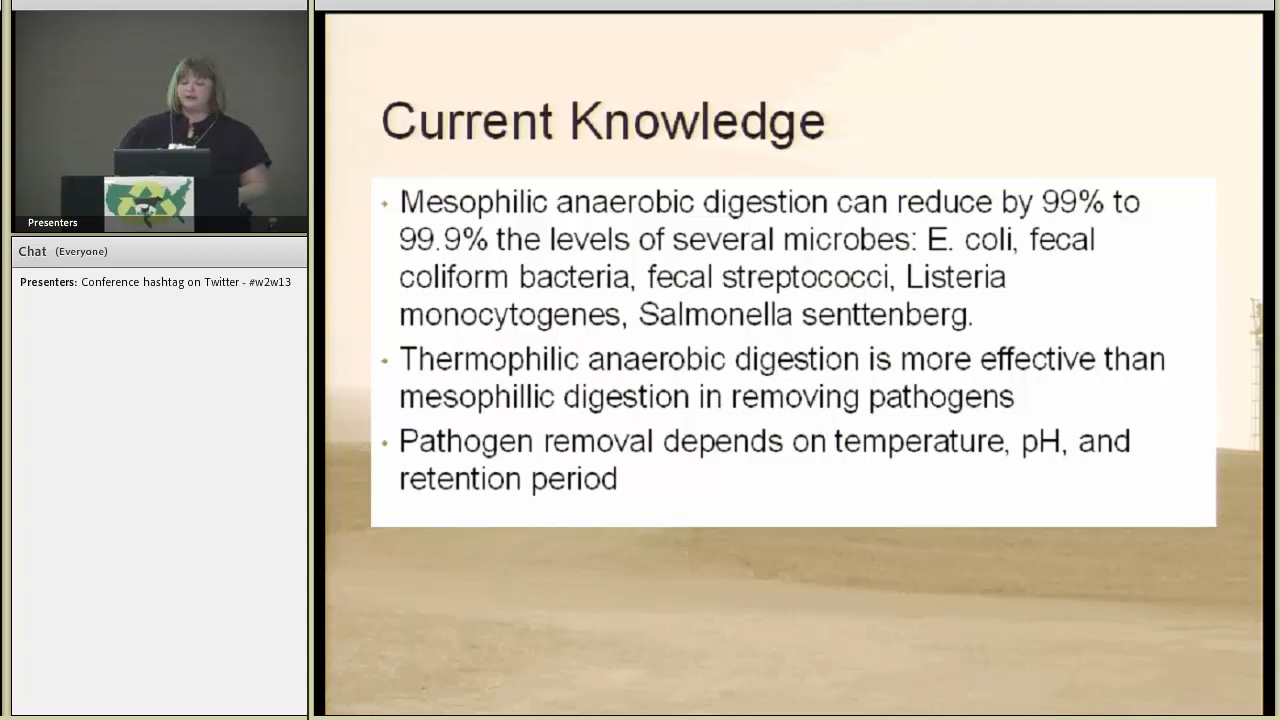 Presenters
Chat (Everyone)
Presenters: Conference hashtag on Twitter - #w2w13
Current Knowledge
Mesophilic anaerobic digestion can reduce by 99% to
99.9% the levels of several microbes: E. coli, fecal
coliform bacteria, fecal streptococci, Listeria
monocytogenes, Salmonella senttenberg.
Thermophilic anaerobic digestion is more effective than
mesophillic digestion in removing pathogens
Pathogen removal depends on temperature, pH, and
retention period